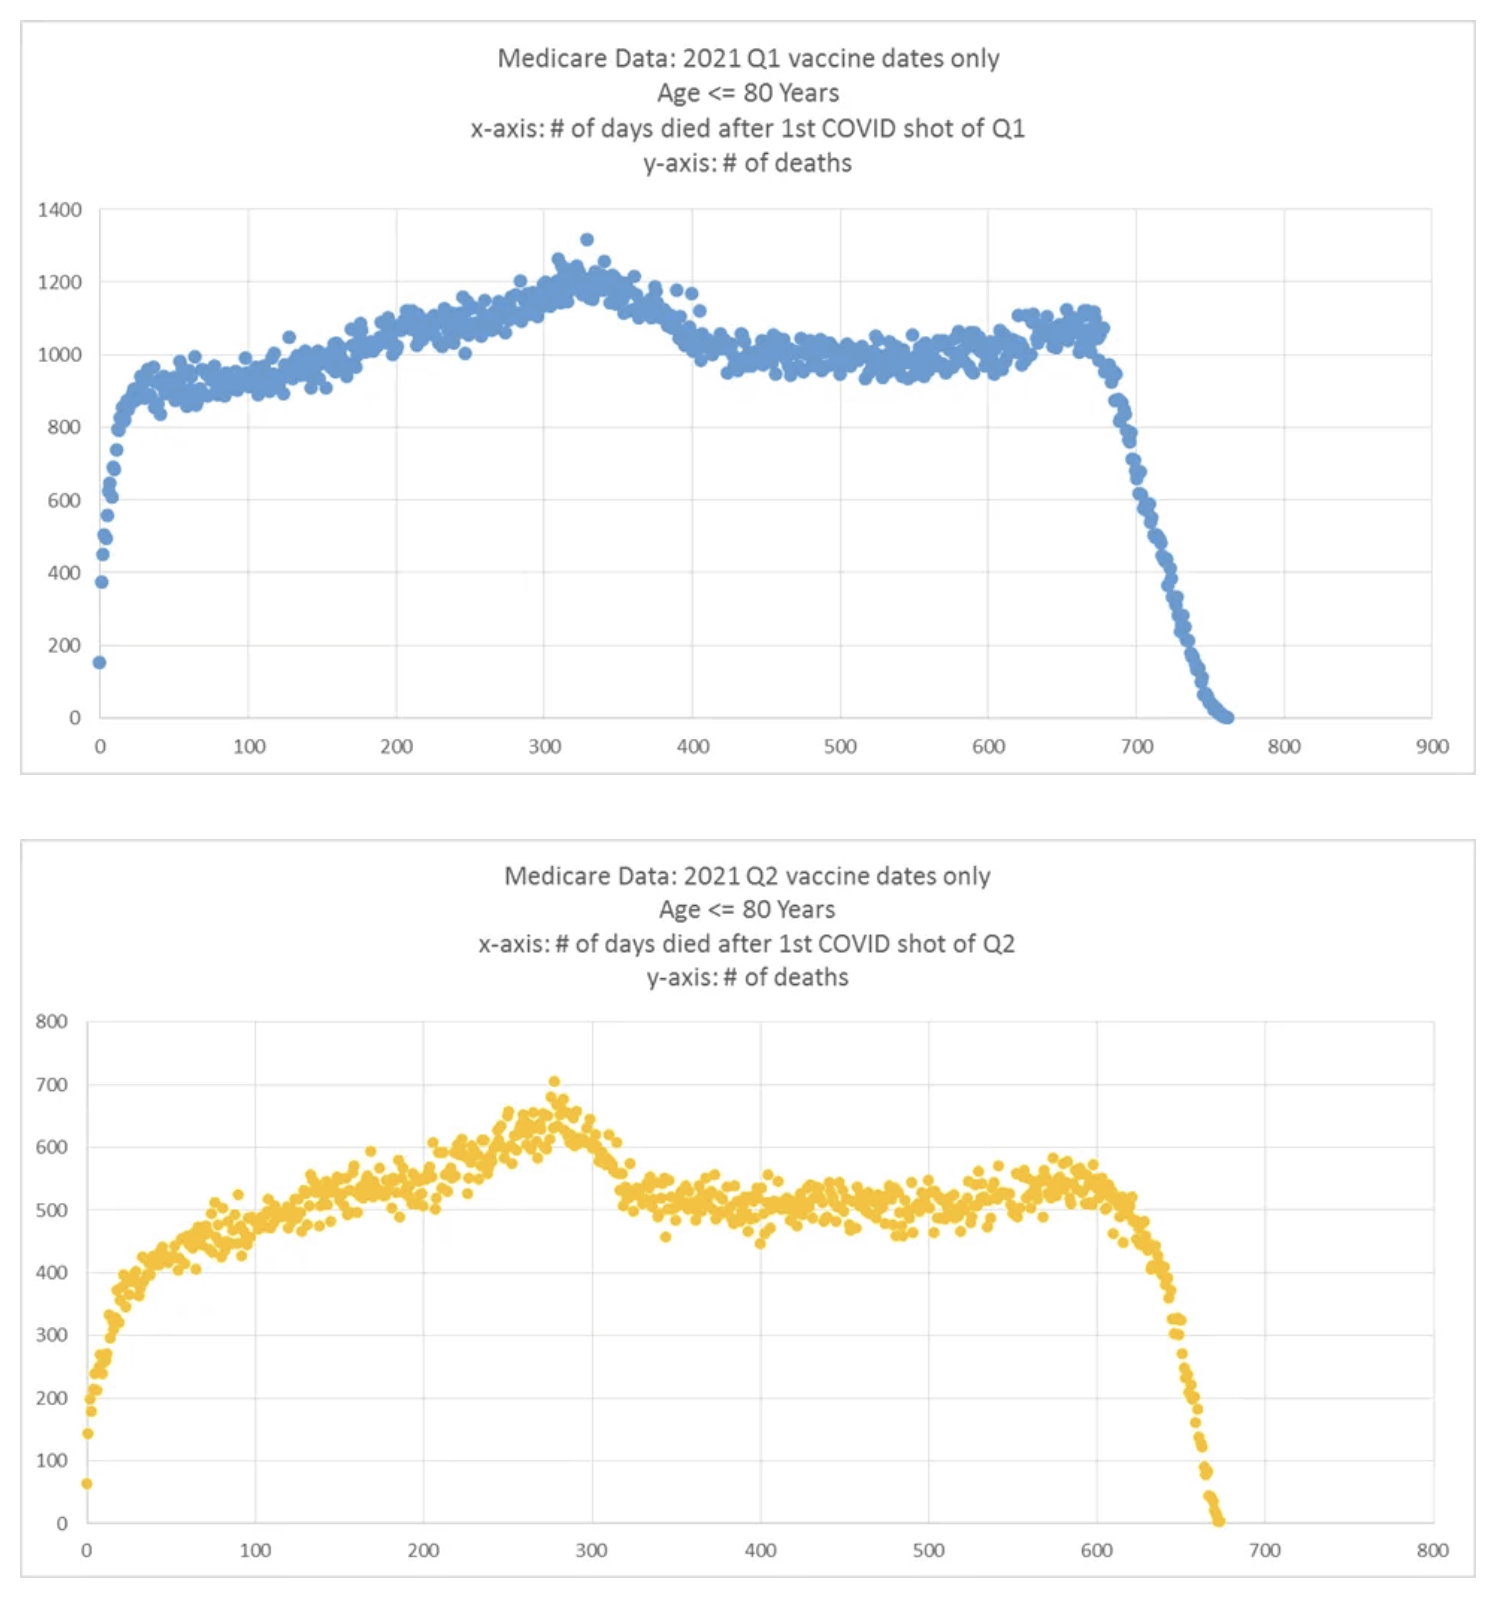 Medicare Data: 2021 Q1 vaccine dates only
Age <= 80 Years
x-axis: # of days died after 1st COVID shot of Q1
y-axis: # of deaths
1400
1200
1000
800
600
400
200
0
0 100 200 300 400 500 600 700 800 900
Medicare Data: 2021 Q2 vaccine dates only
Age <= 80 Years
x-axis: # of days died after 1st COVID shot of Q2
y-axis: # of deaths
800
700
600
500
400
300
200
100
0
0 100 200 300 400 500 600 700 800